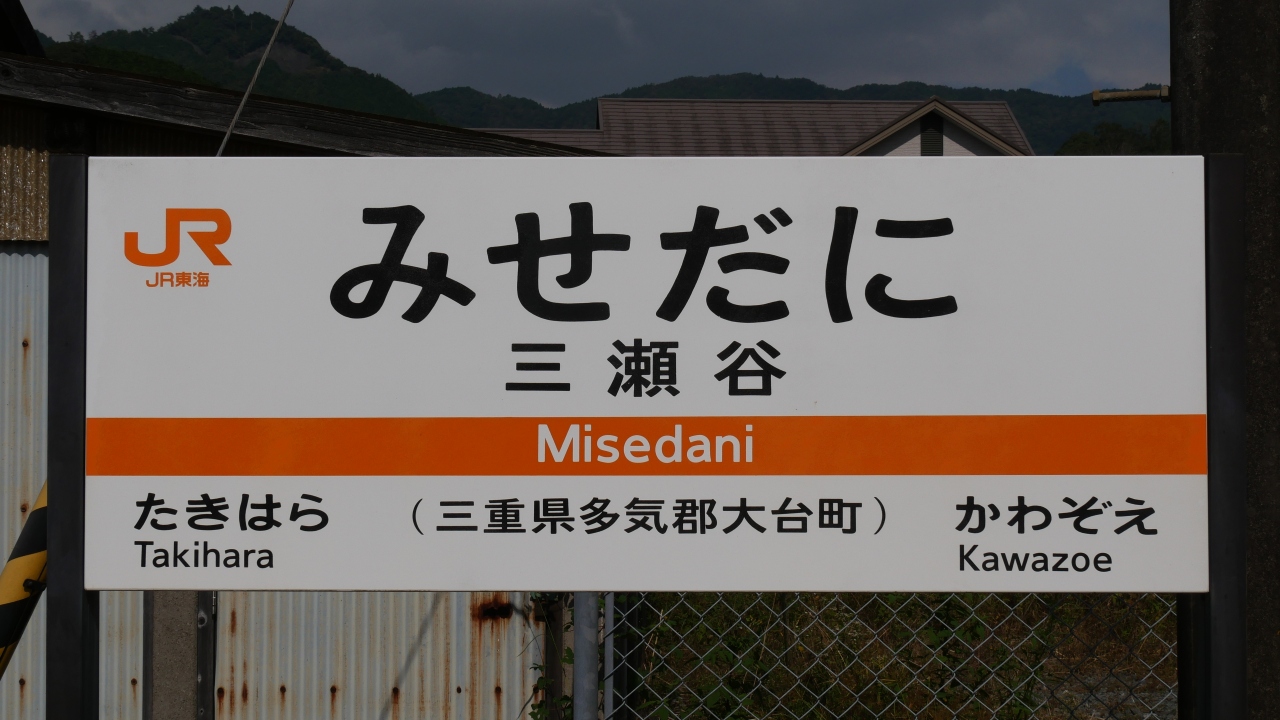 JR
JR東海
みせだに
三瀬谷
Misedani
たきはら
Takihara
(三重県多気郡大台町)
かわぞえ
Kawazoe